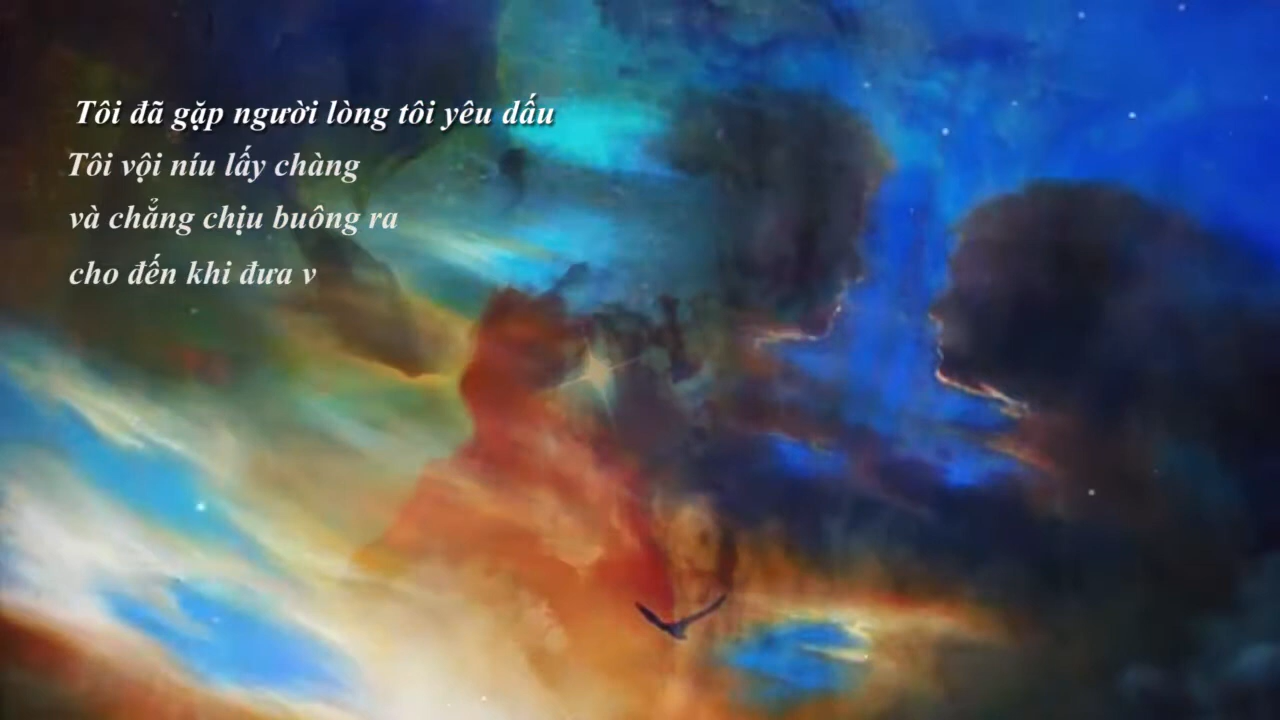 Tôi đã gặp người lòng tôi yêu dấu
Tôi vội níu lấy chàng
và chẳng chịu buông ra
cho đến khi đưa v